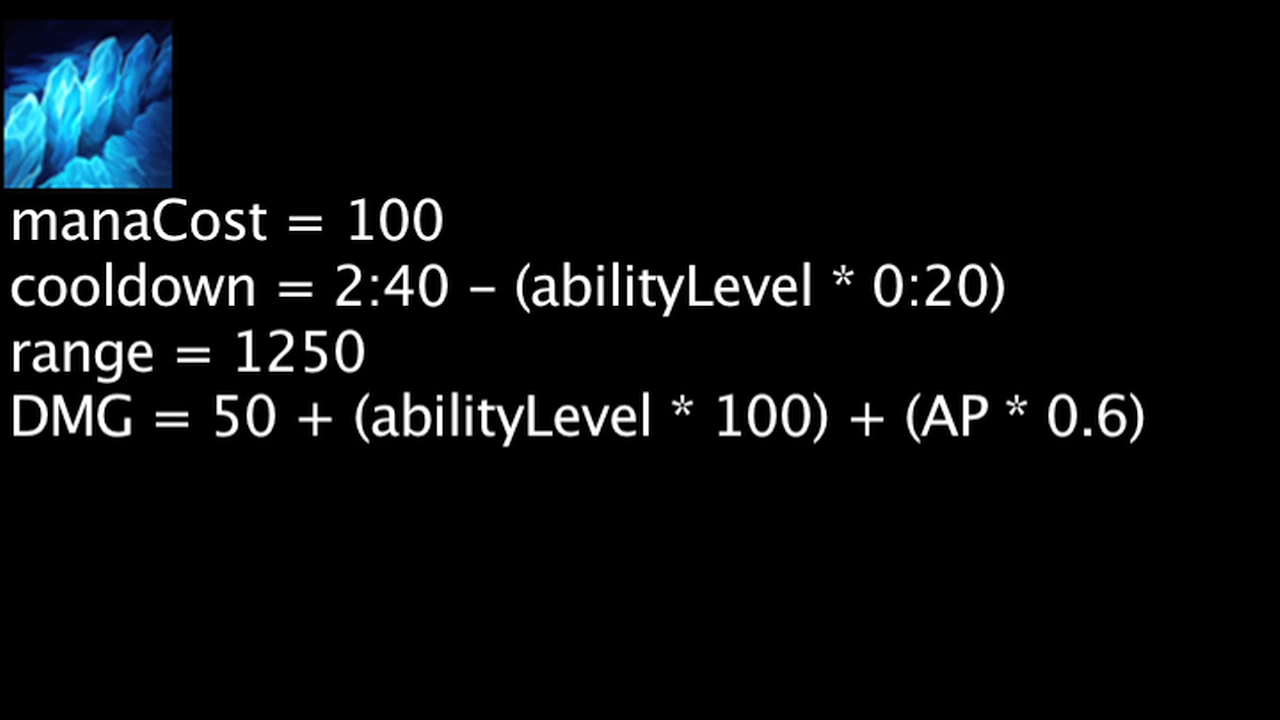 manaCost = 100
cooldown = 2:40 – (abilityLevel * 0:20)
range = 1250
DMG = 50 + (abilityLevel * 100) + (AP * 0.6)